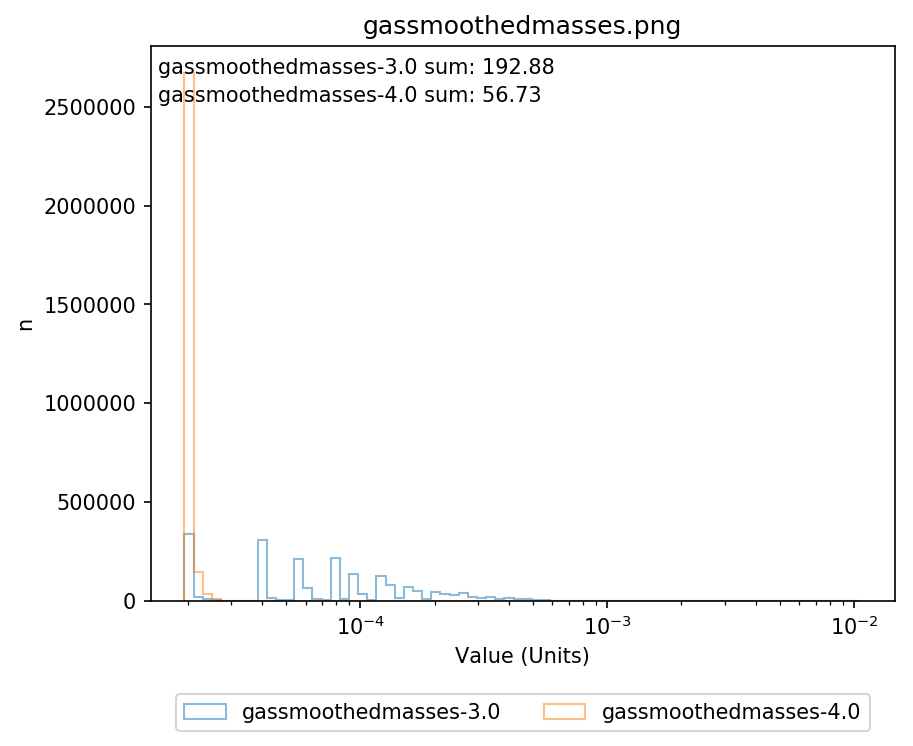 gassmoothedmasses.png
gassmoothedmasses-3.0 sum: 192.88
gassmoothedmasses-4.0 sum: 56.73
2500000
2000000
1500000
1000000
500000
0
n
10⁻⁴ 10⁻³ 10⁻²
Value (Units)
gassmoothedmasses-3.0 gassmoothedmasses-4.0